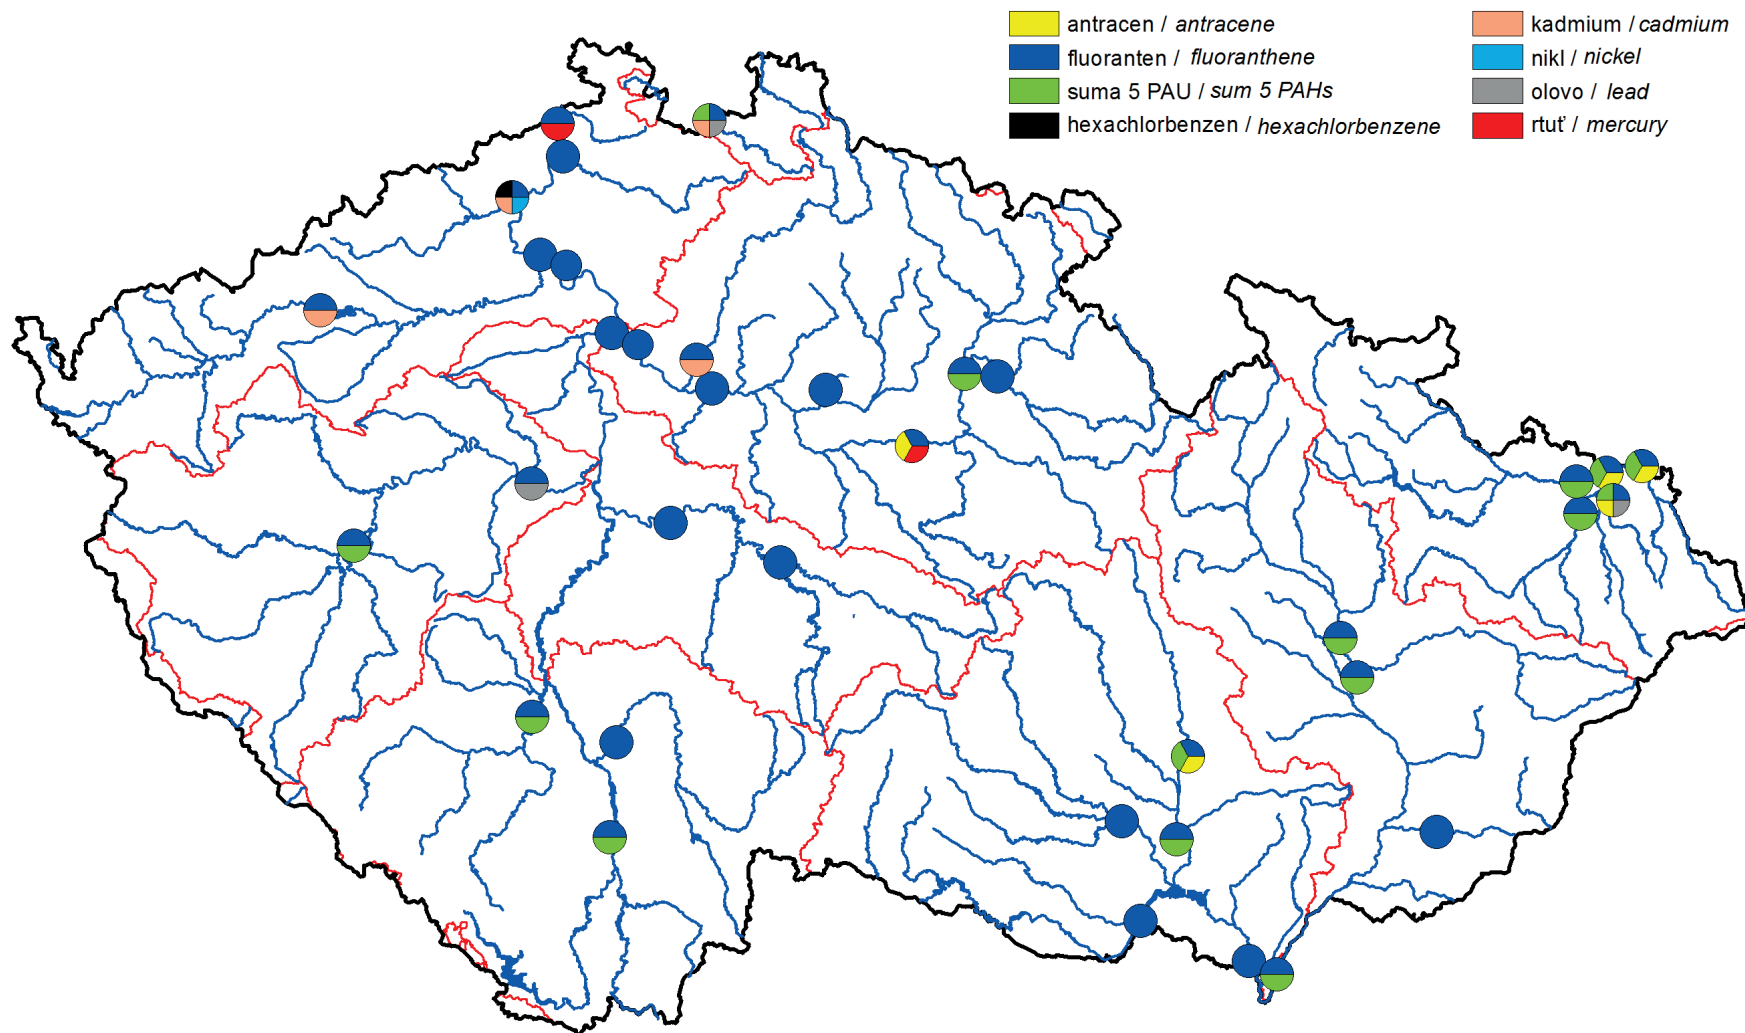 antracen / antracene
fluoranten / fluoranthene
suma 5 PAU / sum 5 PAHs
hexachlorbenzen / hexachlorbenzene
kadmium / cadmium
nikl / nickel
olovo / lead
rtuť / mercury